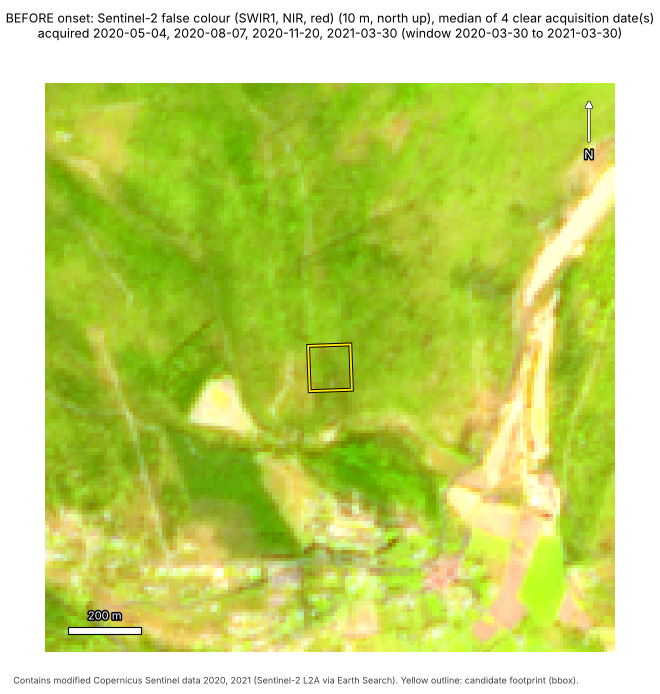 BEFORE onset: Sentinel-2 false colour (SWIR1, NIR, red) (10 m, north up), median of 4 clear acquisition date(s)
acquired 2020-05-04, 2020-08-07, 2020-11-20, 2021-03-30 (window 2020-03-30 to 2021-03-30)
N
200 m
Contains modified Copernicus Sentinel data 2020, 2021 (Sentinel-2 L2A via Earth Search). Yellow outline: candidate footprint (bbox).